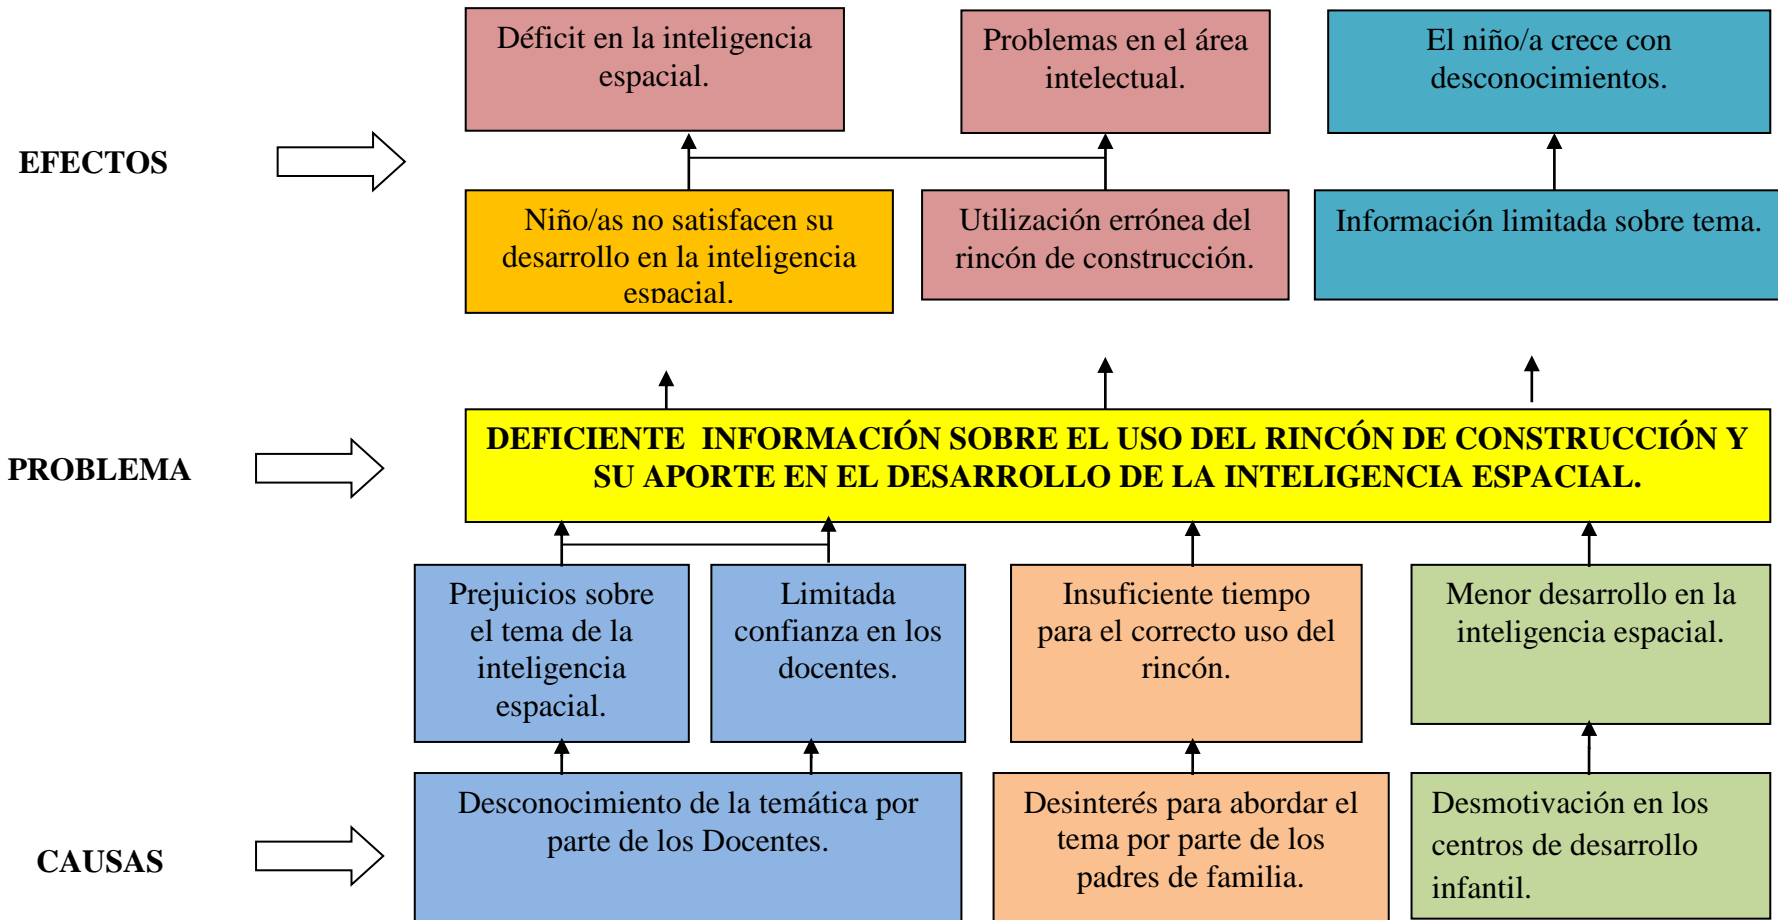 Déficit en la inteligencia
espacial.
Problemas en el área
intelectual.
El niño/a crece con
desconocimientos.
EFECTOS
Niño/as no satisfacen su
desarrollo en la inteligencia
espacial.
Utilización errónea del
rincón de construcción.
Información limitada sobre tema.
PROBLEMA
DEFICIENTE INFORMACIÓN SOBRE EL USO DEL RINCÓN DE CONSTRUCCIÓN Y
SU APORTE EN EL DESARROLLO DE LA INTELIGENCIA ESPACIAL.
Prejuicios sobre
el tema de la
inteligencia
espacial.
Limitada
confianza en los
docentes.
Insuficiente tiempo
para el correcto uso del
rincón.
Menor desarrollo en la
inteligencia espacial.
CAUSAS
Desconocimiento de la temática por
parte de los Docentes.
Desinterés para abordar el
tema por parte de los
padres de familia.
Desmotivación en los
centros de desarrollo
infantil.